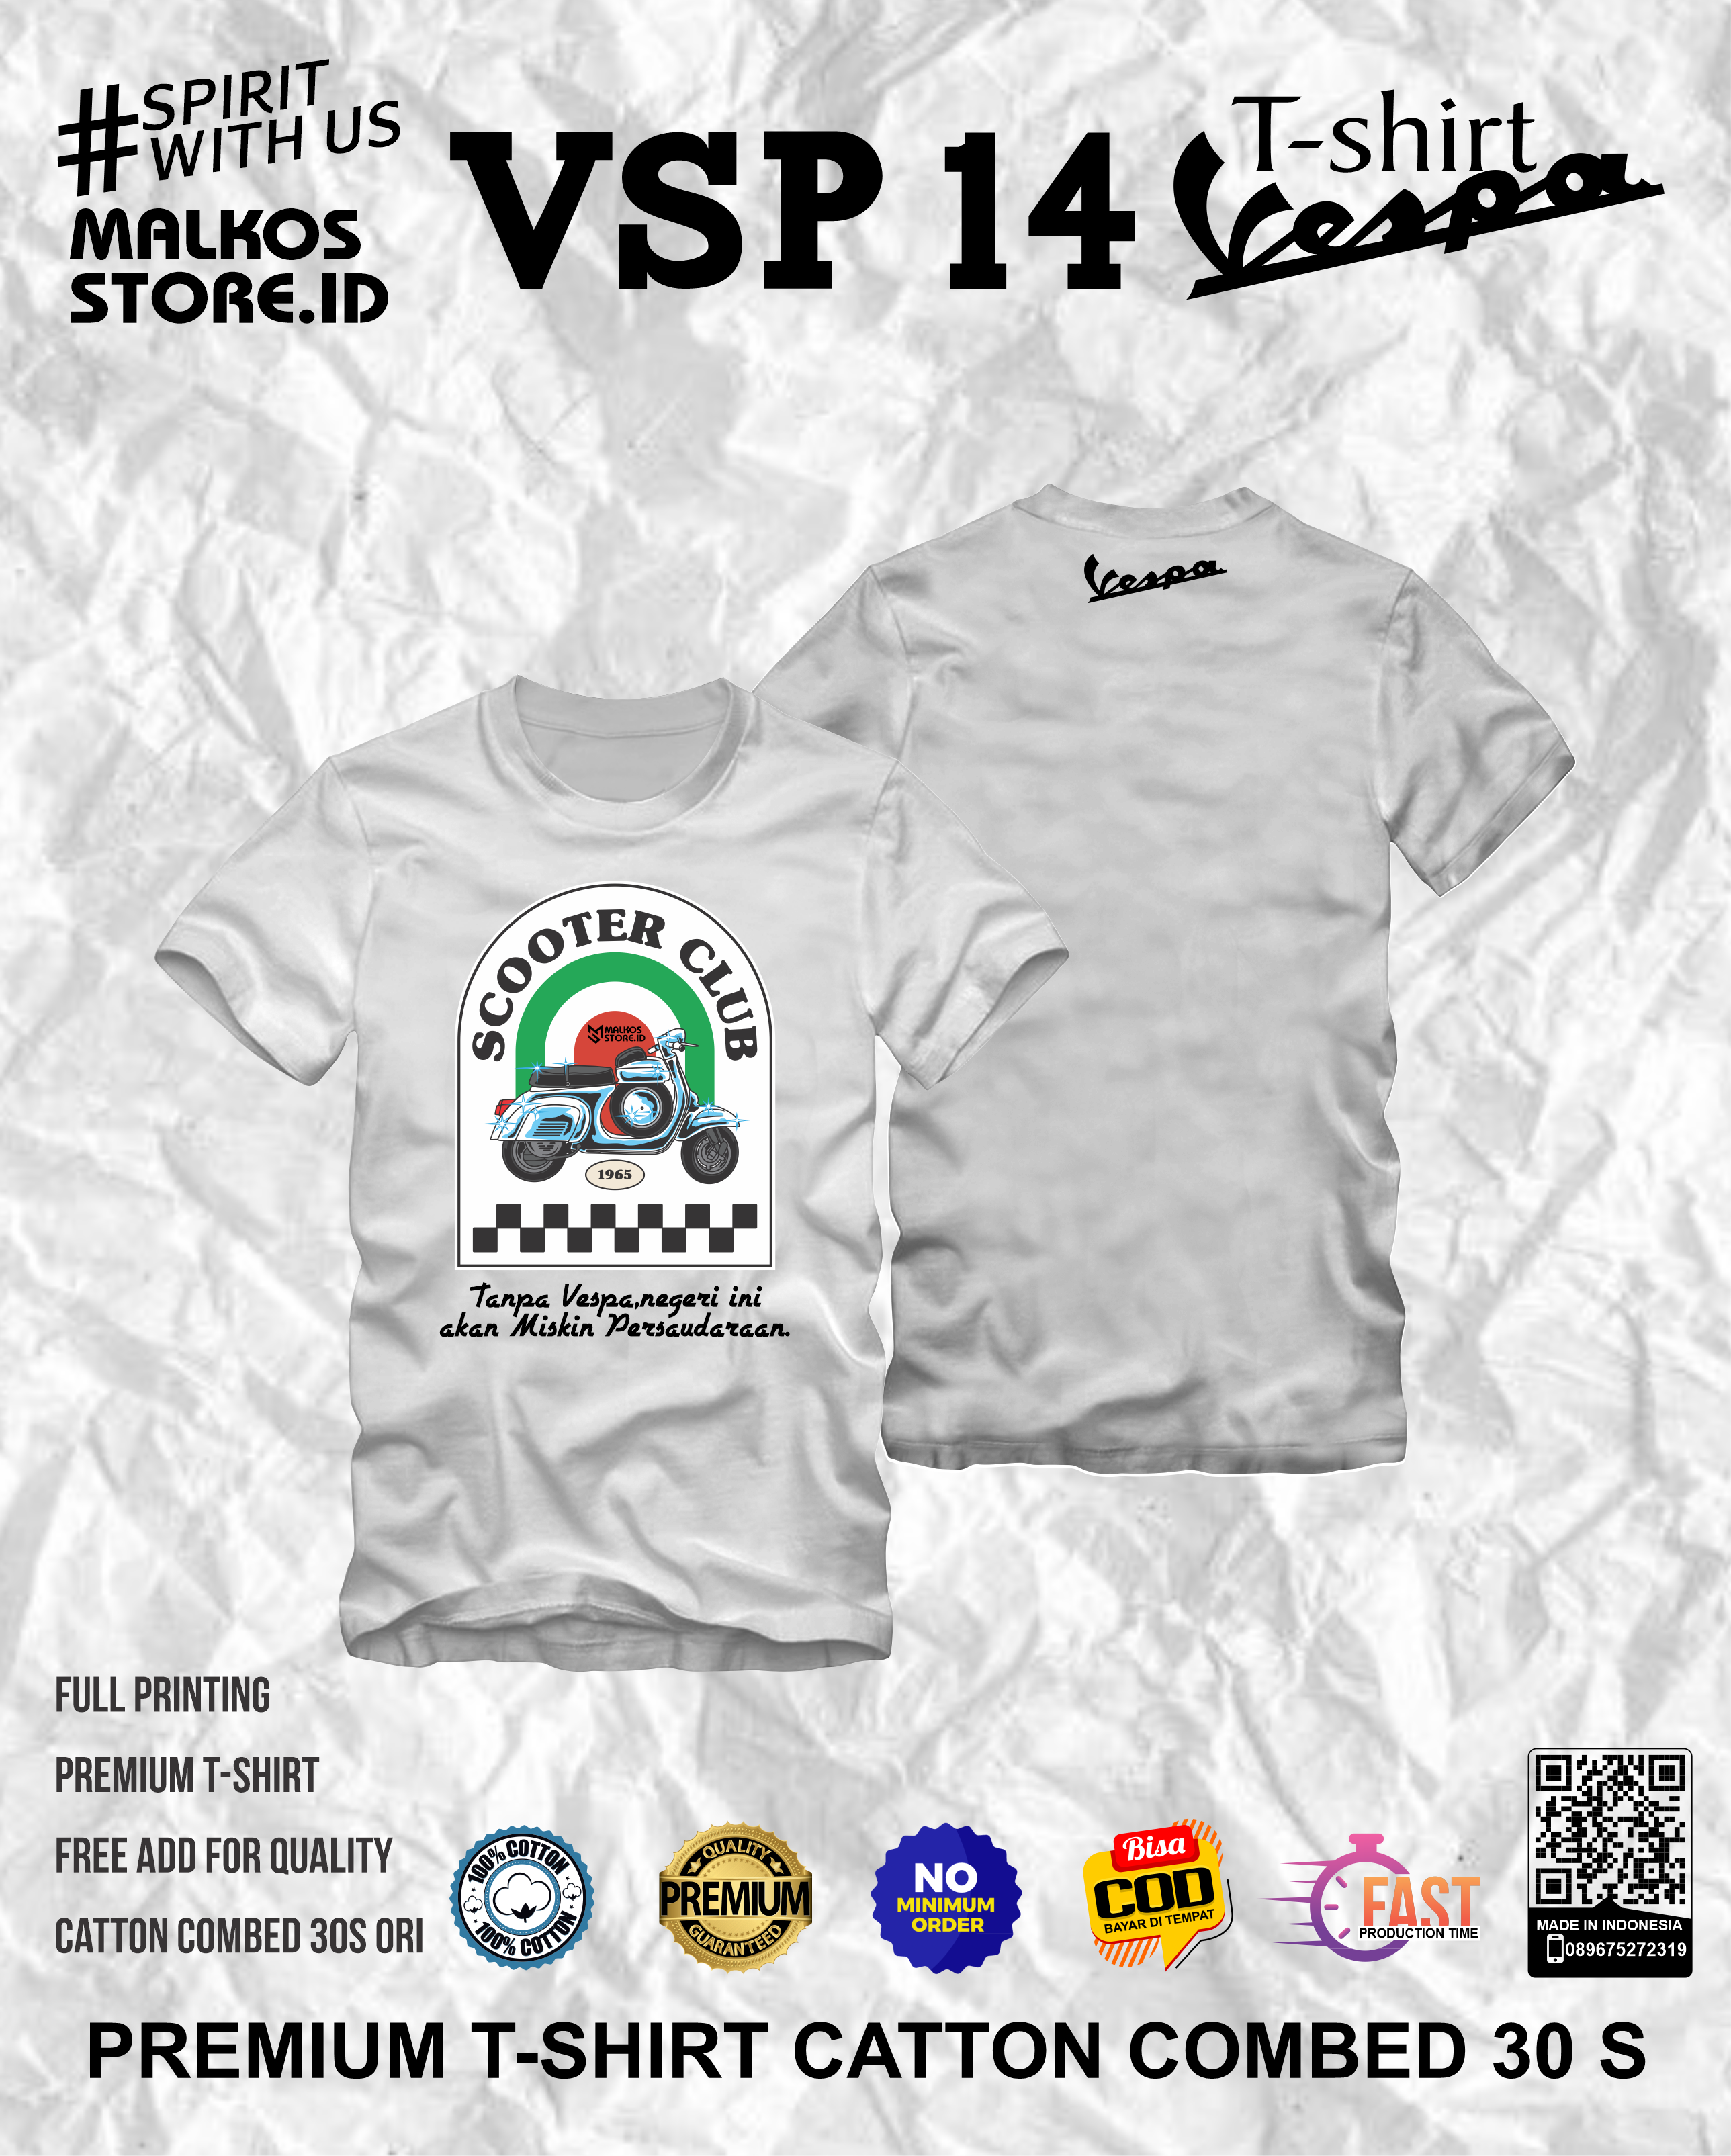 #SPIRIT
WITH US
MALKOS
STORE.ID
VSP 14
T-shirt
Vespa
Vespa
SCOOTER CLUB
MALKOS
STORE.ID
1965
Tanpa Vespa,negeri ini
akan Miskin Persaudaraan.
FULL PRINTING
PREMIUM T-SHIRT
FREE ADD FOR QUALITY
CATTON COMBED 30S ORI
100% COTTON
100% COTTON
QUALITY
PREMIUM
GUARANTEED
NO
MINIMUM
ORDER
Bisa
COD
BAYAR DI TEMPAT
FAST
PRODUCTION TIME
MADE IN INDONESIA
089675272319
PREMIUM T-SHIRT CATTON COMBED 30 S